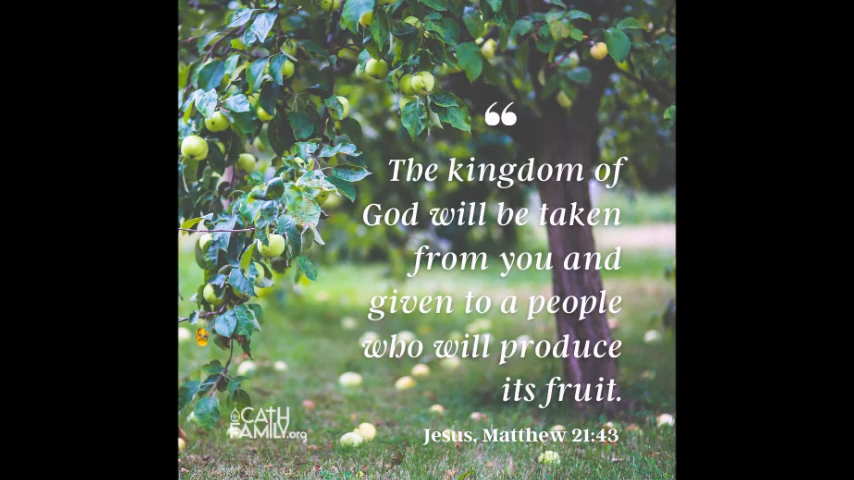 “
The kingdom of
God will be taken
from you and
given to a people
who will produce
its fruit.
Jesus, Matthew 21:43
CATH
FAMILY.org